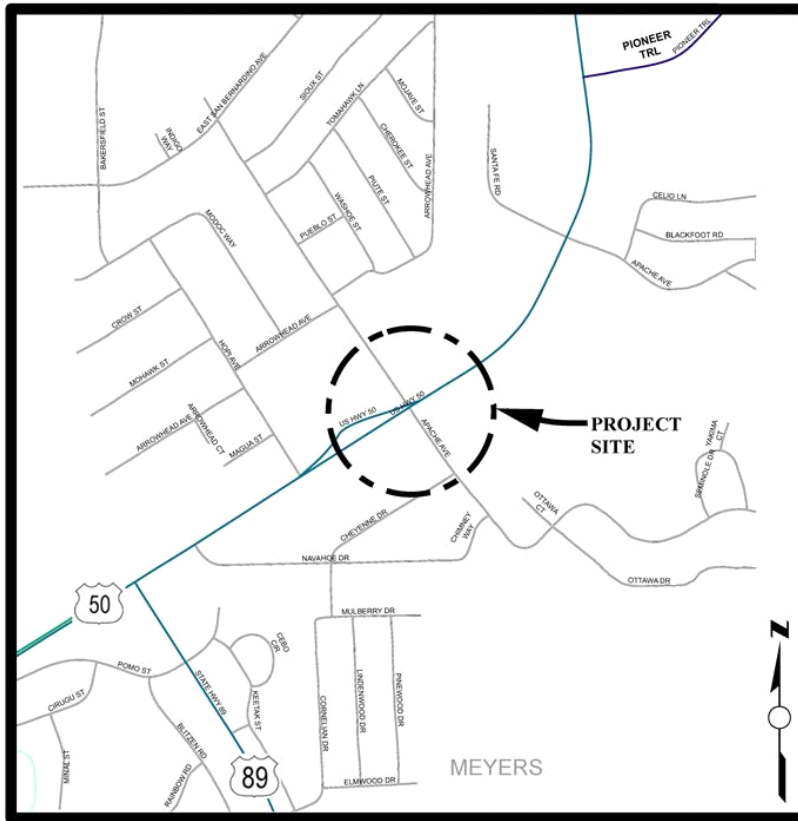 PIONEER
TRL
PIONEER TRL
BAKERSFIELD ST
INDIGO
WAY
EAST SAN BERNARDINO AVE
SIOUX ST
TOMAHAWK LN
MOJAVE ST
CHEROKEE ST
ARROWHEAD AVE
SANTA FE RD
CELIO LN
BLACKFOOT RD
APACHE AVE
PIUTE ST
WASHOE ST
PUEBLO ST
MODOC WAY
CROW ST
HOPI AVE
ARROWHEAD AVE
MOHAWK ST
ARROWHEAD AVE
ARROWHEAD CT
MAGUA ST
US HWY 50
US HWY 50
APACHE AVE
PROJECT
SITE
YAKIMA
CT
SEMINOLE DR
OTTAWA
CT
CHEYENNE DR
CHIMNEY
WAY
NAVAHOE DR
OTTAWA DR
50
MULBERRY DR
POMO ST
CEBO
CIR
STATE HWY 89
KEETAK ST
CIRUGU ST
BLITZEN RD
CORNELIAN DR
LINDENWOOD DR
PINEWOOD DR
MINAL ST
RAINBOW RD
89
ELMWOOD DR
MEYERS
N